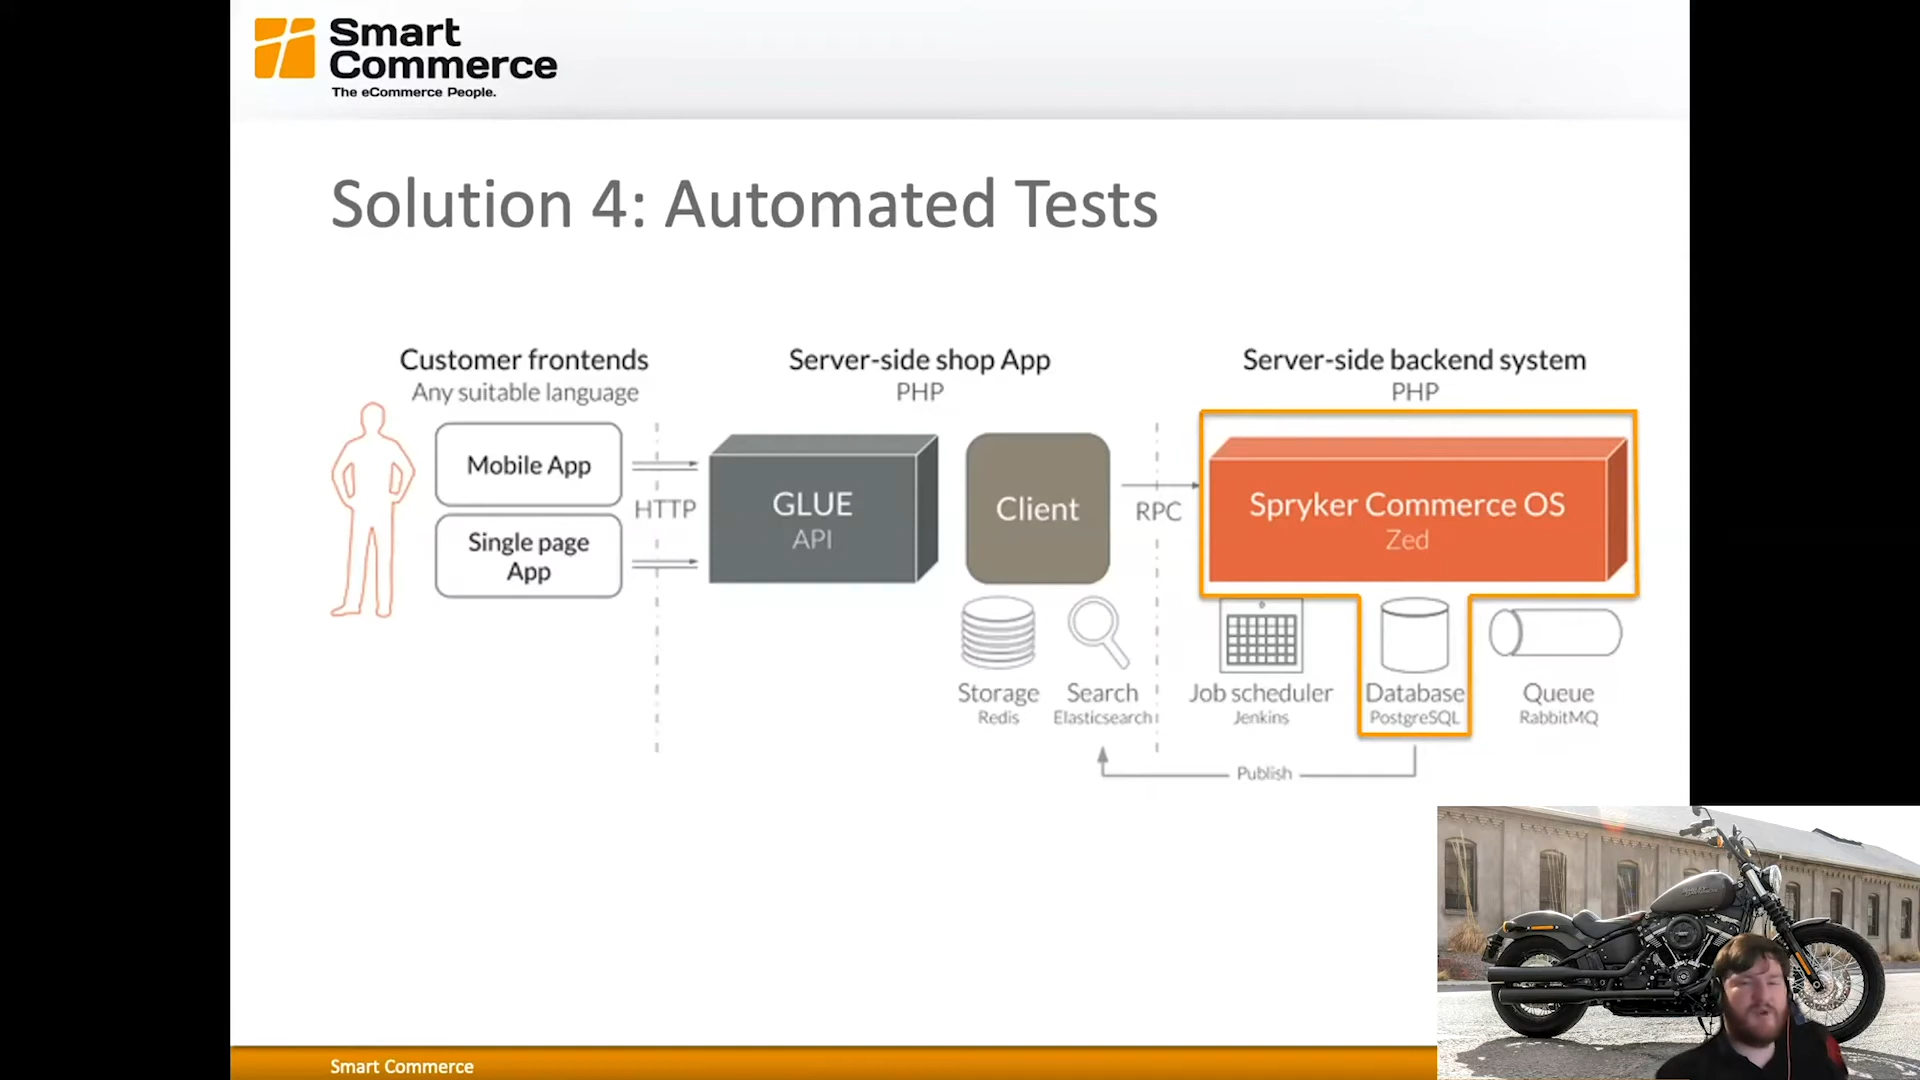 Smart
Commerce
The eCommerce People.
Solution 4: Automated Tests
Customer frontends
Any suitable language
Server-side shop App
PHP
Server-side backend system
PHP
Mobile App
Single page
App
HTTP
GLUE
API
Client
RPC
Spryker Commerce OS
Zed
Storage
Redis
Search
Elasticsearch
Job scheduler
Jenkins
Database
PostgreSQL
Queue
RabbitMQ
Publish
Smart Commerce